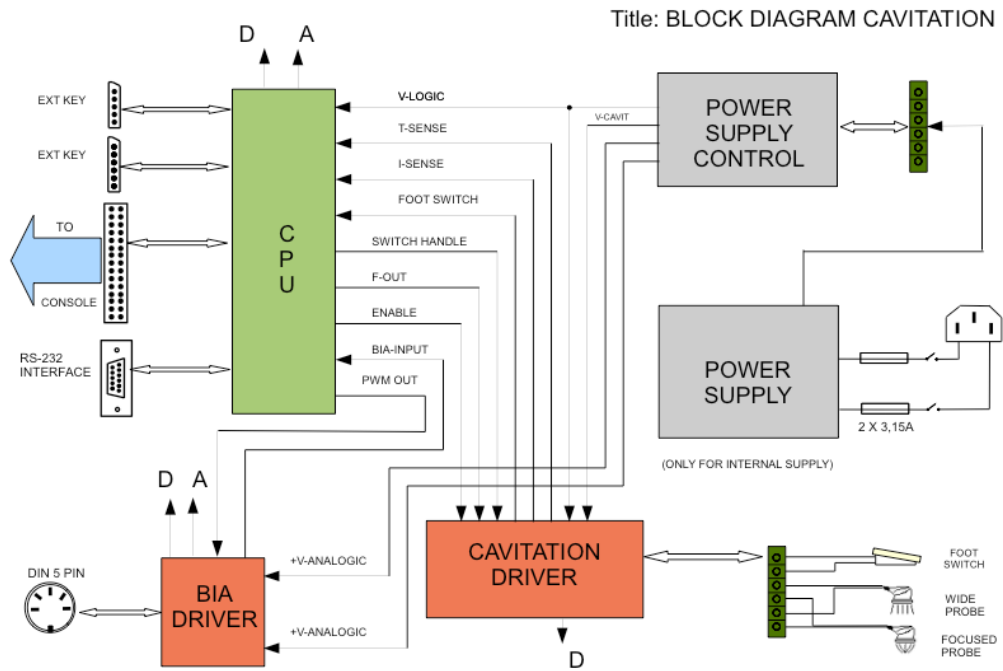 Title: BLOCK DIAGRAM CAVITATION
D
A
EXT KEY
EXT KEY
TO
CONSOLE
RS-232
INTERFACE
C
P
U
V-LOGIC
T-SENSE
I-SENSE
FOOT SWITCH
SWITCH HANDLE
F-OUT
ENABLE
BIA-INPUT
PWM OUT
V-CAVIT
POWER
SUPPLY
CONTROL
POWER
SUPPLY
2 X 3,15A
(ONLY FOR INTERNAL SUPPLY)
D
A
DIN 5 PIN
BIA
DRIVER
+V-ANALOGIC
+V-ANALOGIC
CAVITATION
DRIVER
D
FOOT
SWITCH
WIDE
PROBE
FOCUSED
PROBE